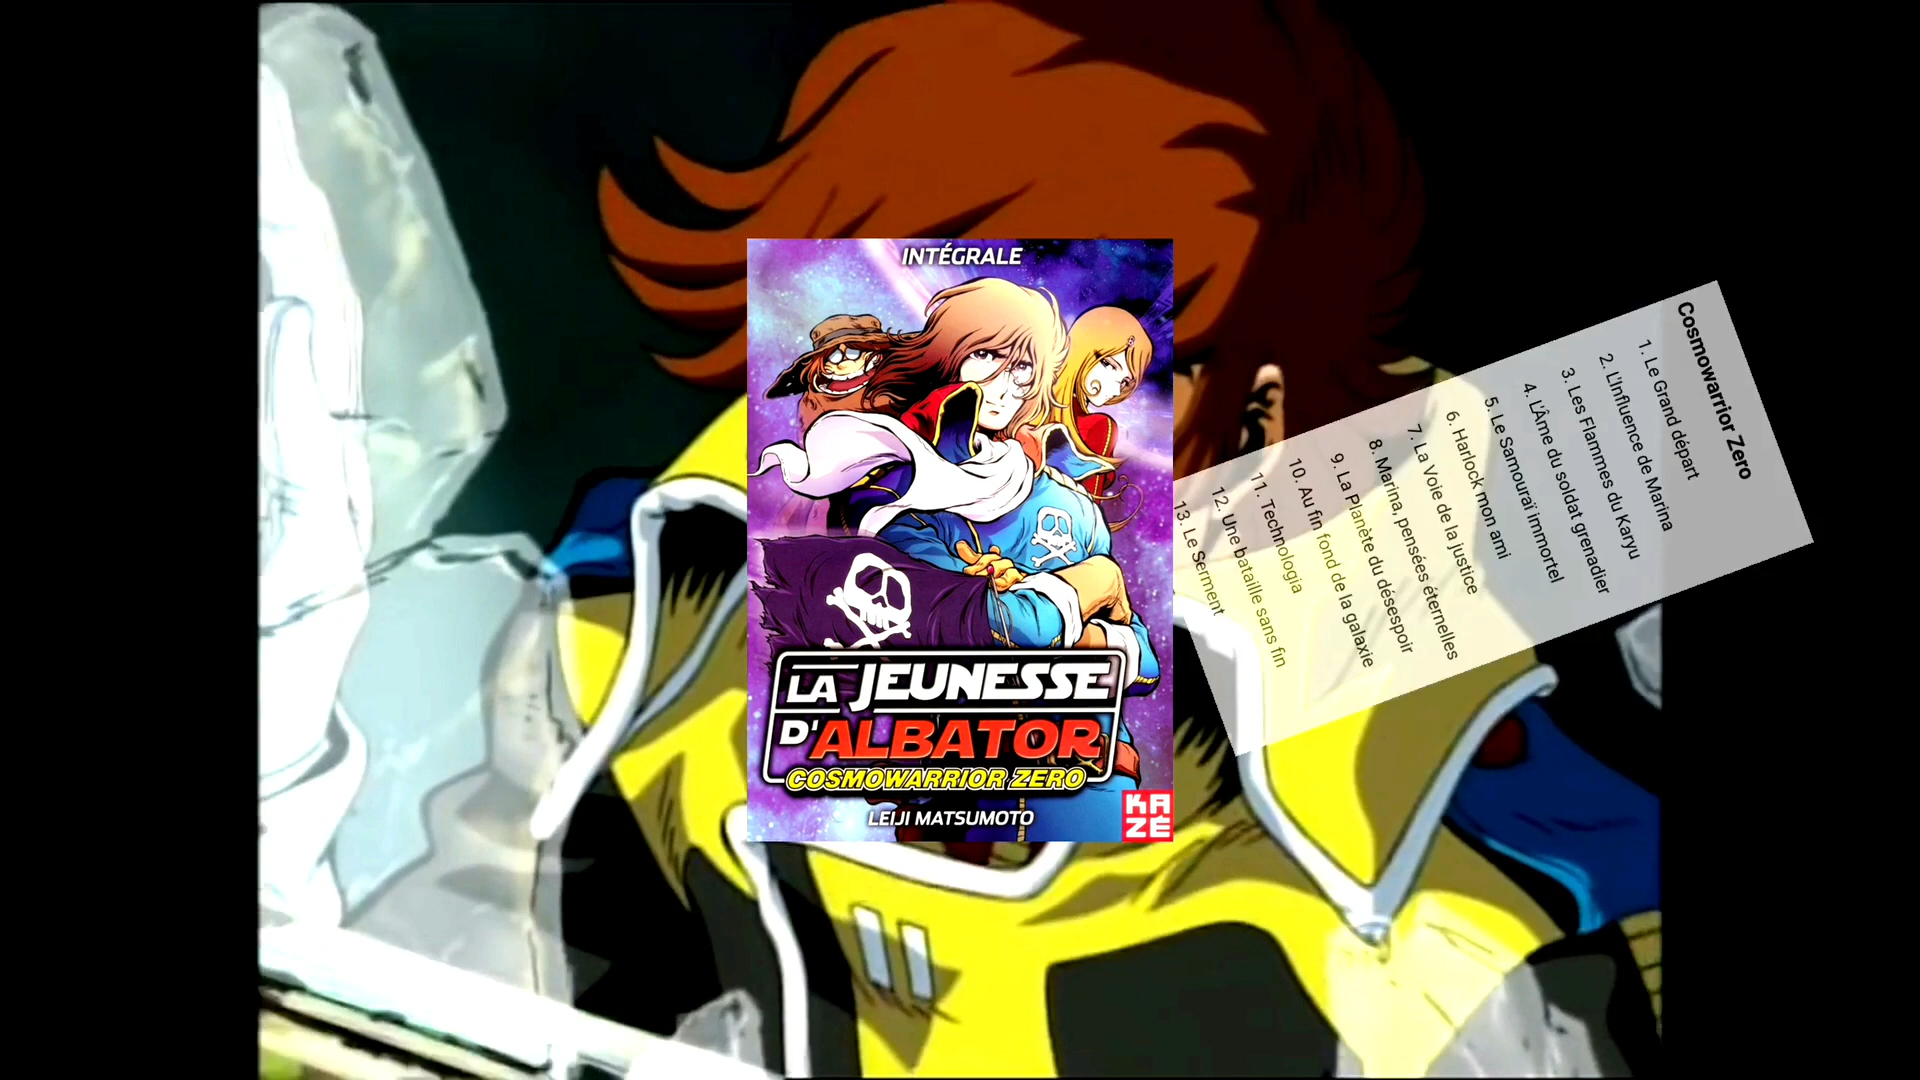 INTÉGRALE
LA JEUNESSE
D'ALBATOR
COSMOWARRIOR ZERO
LEIJI MATSUMOTO
KA
ZÉ
Cosmowarrior Zero
1. Le Grand départ
2. L'Influence de Marina
3. Les Flammes du Karyu
4. L'Âme du soldat grenadier
5. Le Samouraï immortel
6. Harlock mon ami
7. La Voie de la justice
8. Marina, pensées éternelles
9. La Planète du désespoir
10. Au fin fond de la galaxie
11. Technologia
12. Une bataille sans fin
13. Le Serment